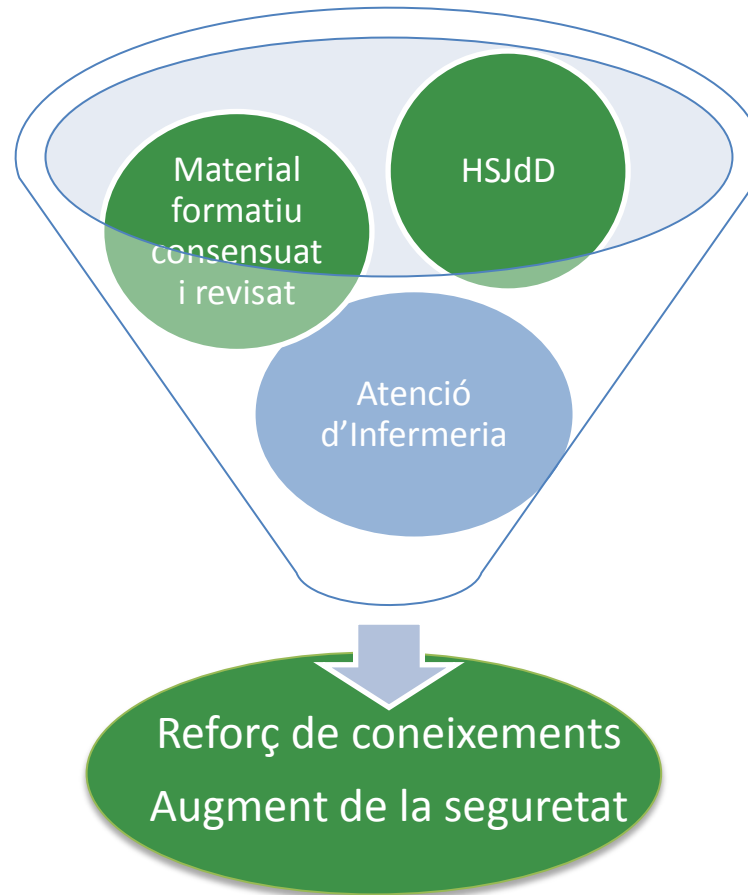 Material
formatiu
consensuat
i revisat
HSJdD
Atenció
d’Infermeria
Reforç de coneixements
Augment de la seguretat